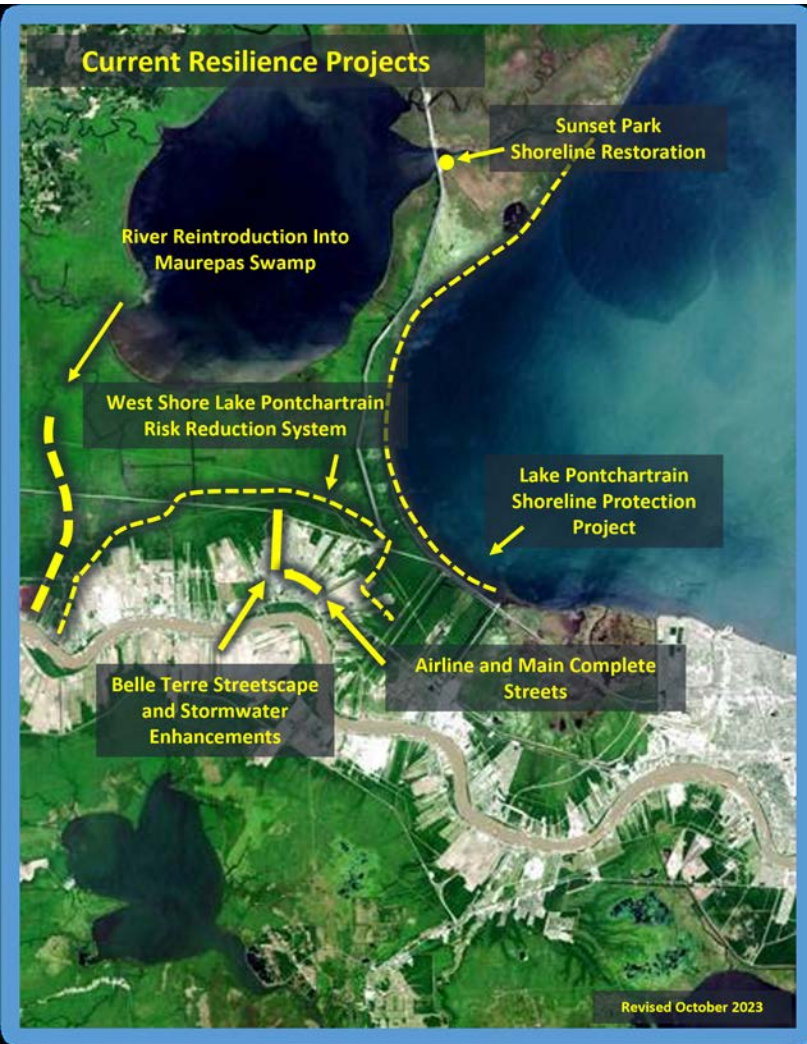 Current Resilience Projects
Sunset Park
Shoreline Restoration
River Reintroduction Into
Maurepas Swamp
West Shore Lake Pontchartrain
Risk Reduction System
Lake Pontchartrain
Shoreline Protection
Project
Airline and Main Complete
Streets
Belle Terre Streetscape
and Stormwater
Enhancements
Revised October 2023